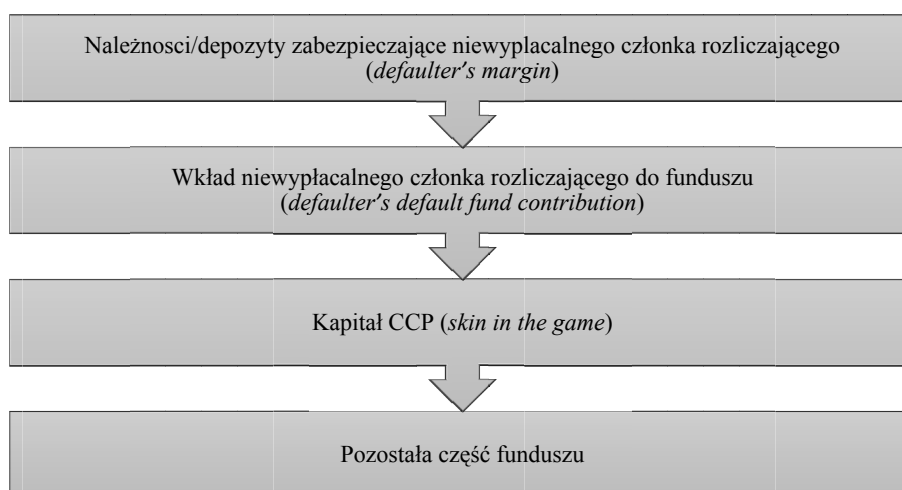 Należnosci/depozyty zabezpieczające niewyplacalnego członka rozliczającego
(defaulter's margin)
Wkład niewypłacalnego członka rozliczającego do funduszu
(defaulter's default fund contribution)
Kapitał CCP (skin in the game)
Pozostała część funduszu